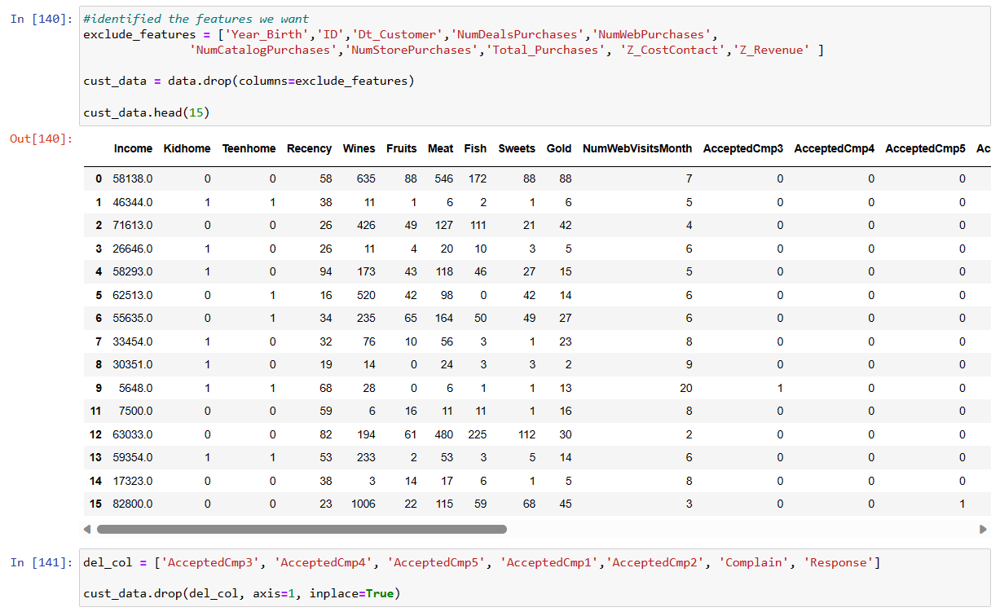 In [140]: #identified the features we want
exclude_features = ['Year_Birth','ID','Dt_Customer','NumDealsPurchases','NumWebPurchases',
'NumCatalogPurchases','NumStorePurchases','Total_Purchases', 'Z_CostContact','Z_Revenue' ]
cust_data = data.drop(columns=exclude_features)
cust_data.head(15)
Out[140]:
Income Kidhome Teenhome Recency Wines Fruits Meat Fish Sweets Gold NumWebVisitsMonth AcceptedCmp3 AcceptedCmp4 AcceptedCmp5 Ac
0 58138.0 0 0 58 635 88 546 172 88 88 7 0 0 0
1 46344.0 1 1 38 11 1 6 2 1 6 5 0 0 0
2 71613.0 0 0 26 426 49 127 111 21 42 4 0 0 0
3 26646.0 1 0 26 11 4 20 10 3 5 6 0 0 0
4 58293.0 1 0 94 173 43 118 46 27 15 5 0 0 0
5 62513.0 0 1 16 520 42 98 0 42 14 6 0 0 0
6 55635.0 0 1 34 235 65 164 50 49 27 6 0 0 0
7 33454.0 1 0 32 76 10 56 3 1 23 8 0 0 0
8 30351.0 1 0 19 14 0 24 3 3 2 9 0 0 0
9 5648.0 1 1 68 28 0 6 1 1 13 20 1 0 0
11 7500.0 0 0 59 6 16 11 11 1 16 8 0 0 0
12 63033.0 0 0 82 194 61 480 225 112 30 2 0 0 0
13 59354.0 1 1 53 233 2 53 3 5 14 6 0 0 0
14 17323.0 0 0 38 3 14 17 6 1 5 8 0 0 0
15 82800.0 0 0 23 1006 22 115 59 68 45 3 0 0 1
In [141]: del_col = ['AcceptedCmp3', 'AcceptedCmp4', 'AcceptedCmp5', 'AcceptedCmp1','AcceptedCmp2', 'Complain', 'Response']
cust_data.drop(del_col, axis=1, inplace=True)